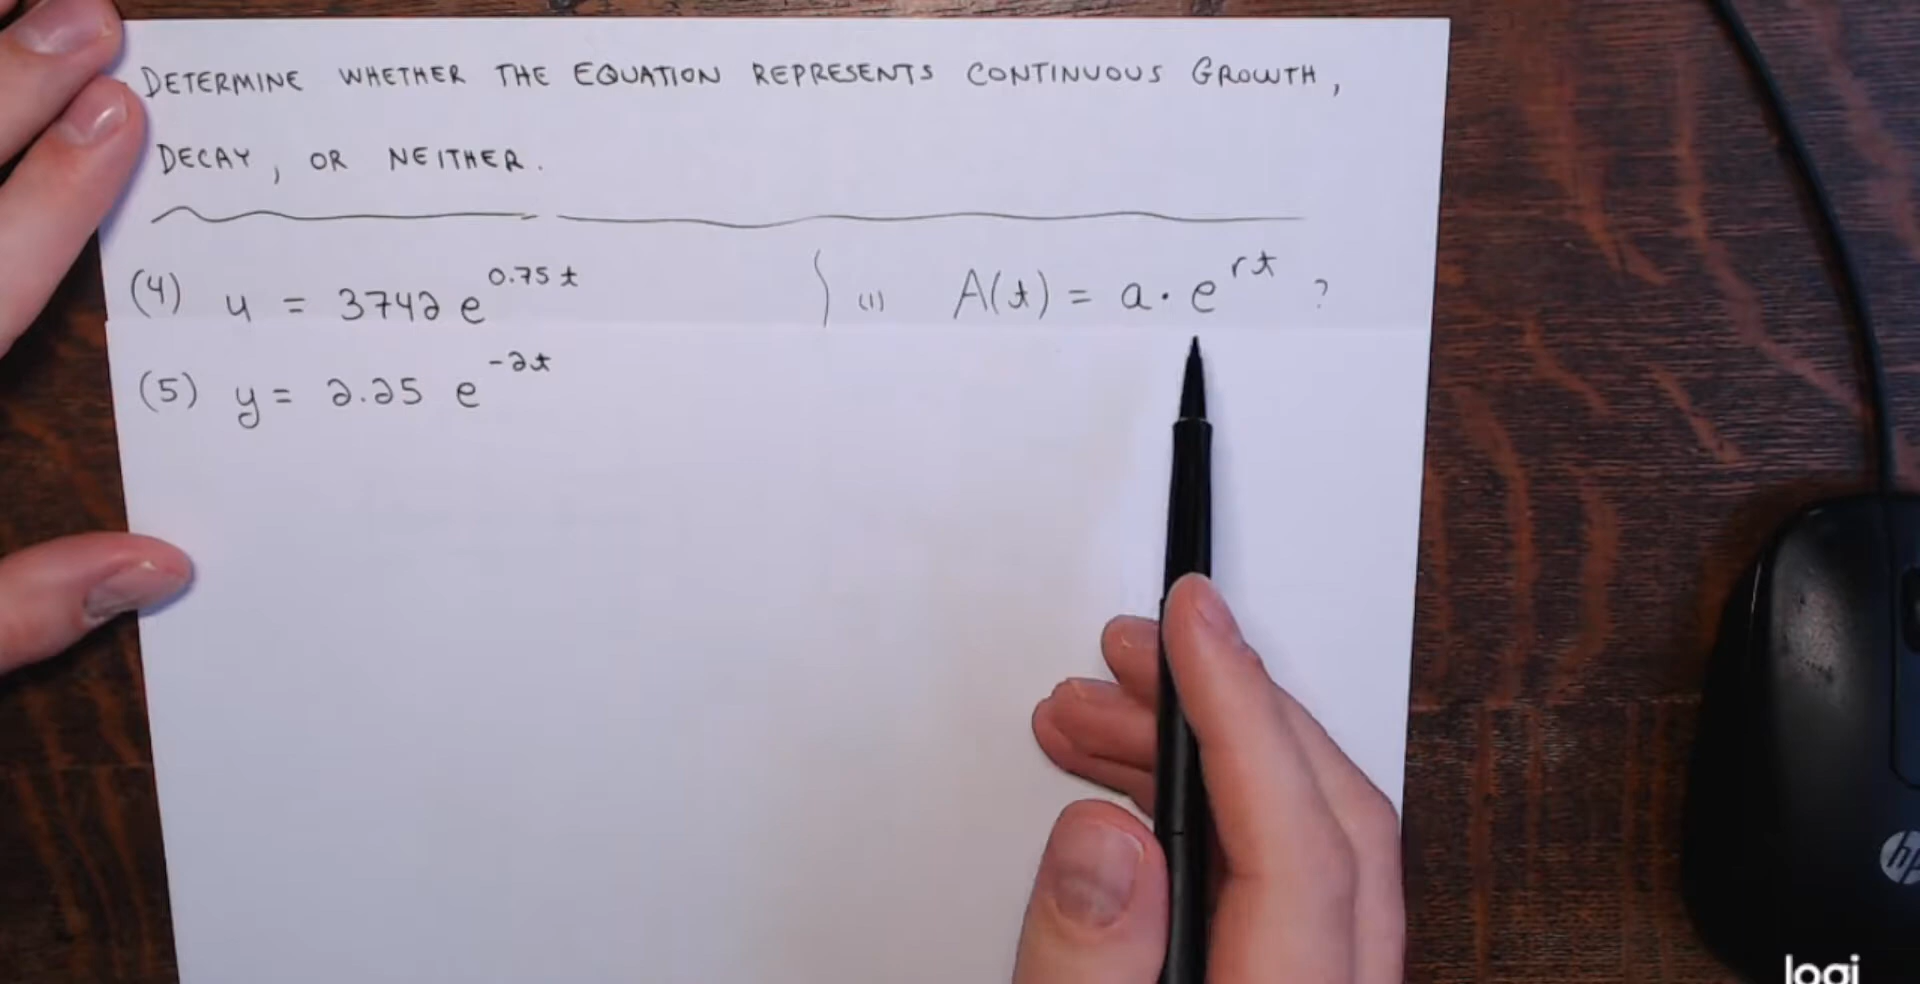 DETERMINE WHETHER THE EQUATION REPRESENTS CONTINUOUS GROWTH,
DECAY, OR NEITHER.
(4) y = 3742 e^0.75t
(1) A(t) = a · e^rt ?
(5) y = 2.25 e^-2t
hp
logi